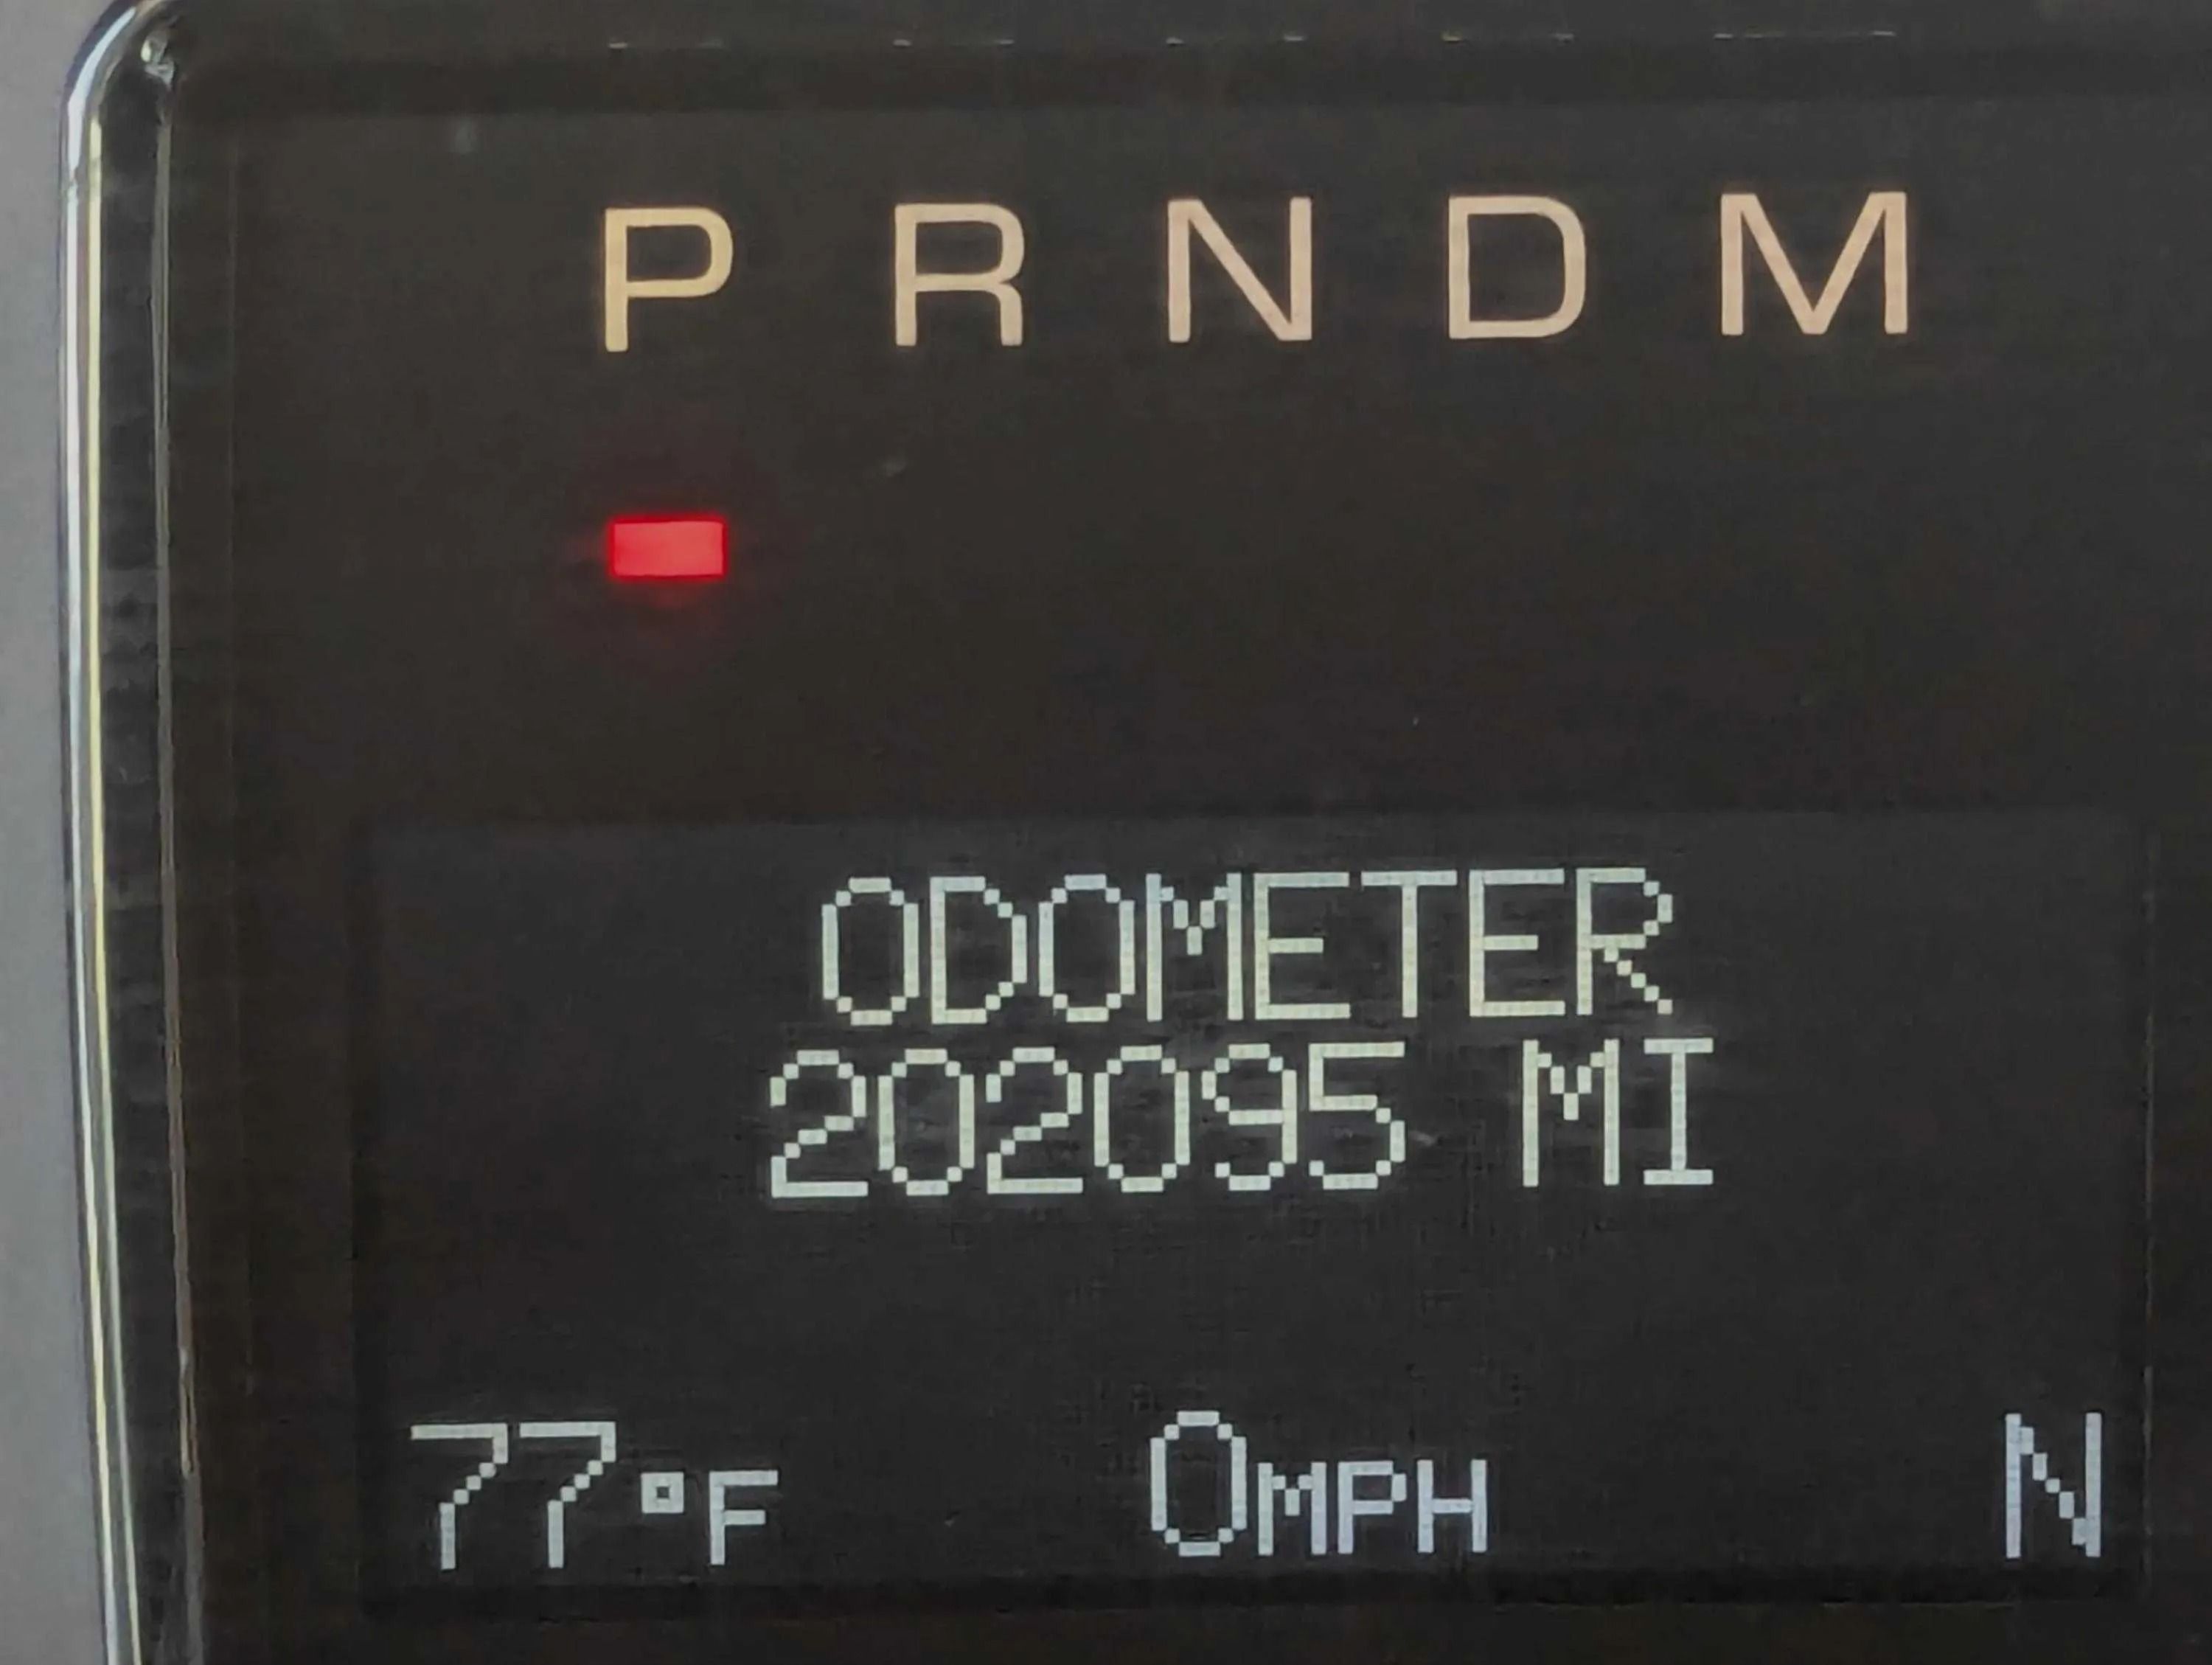 P R N D M
ODOMETER
202095 MI
77°F 0MPH N